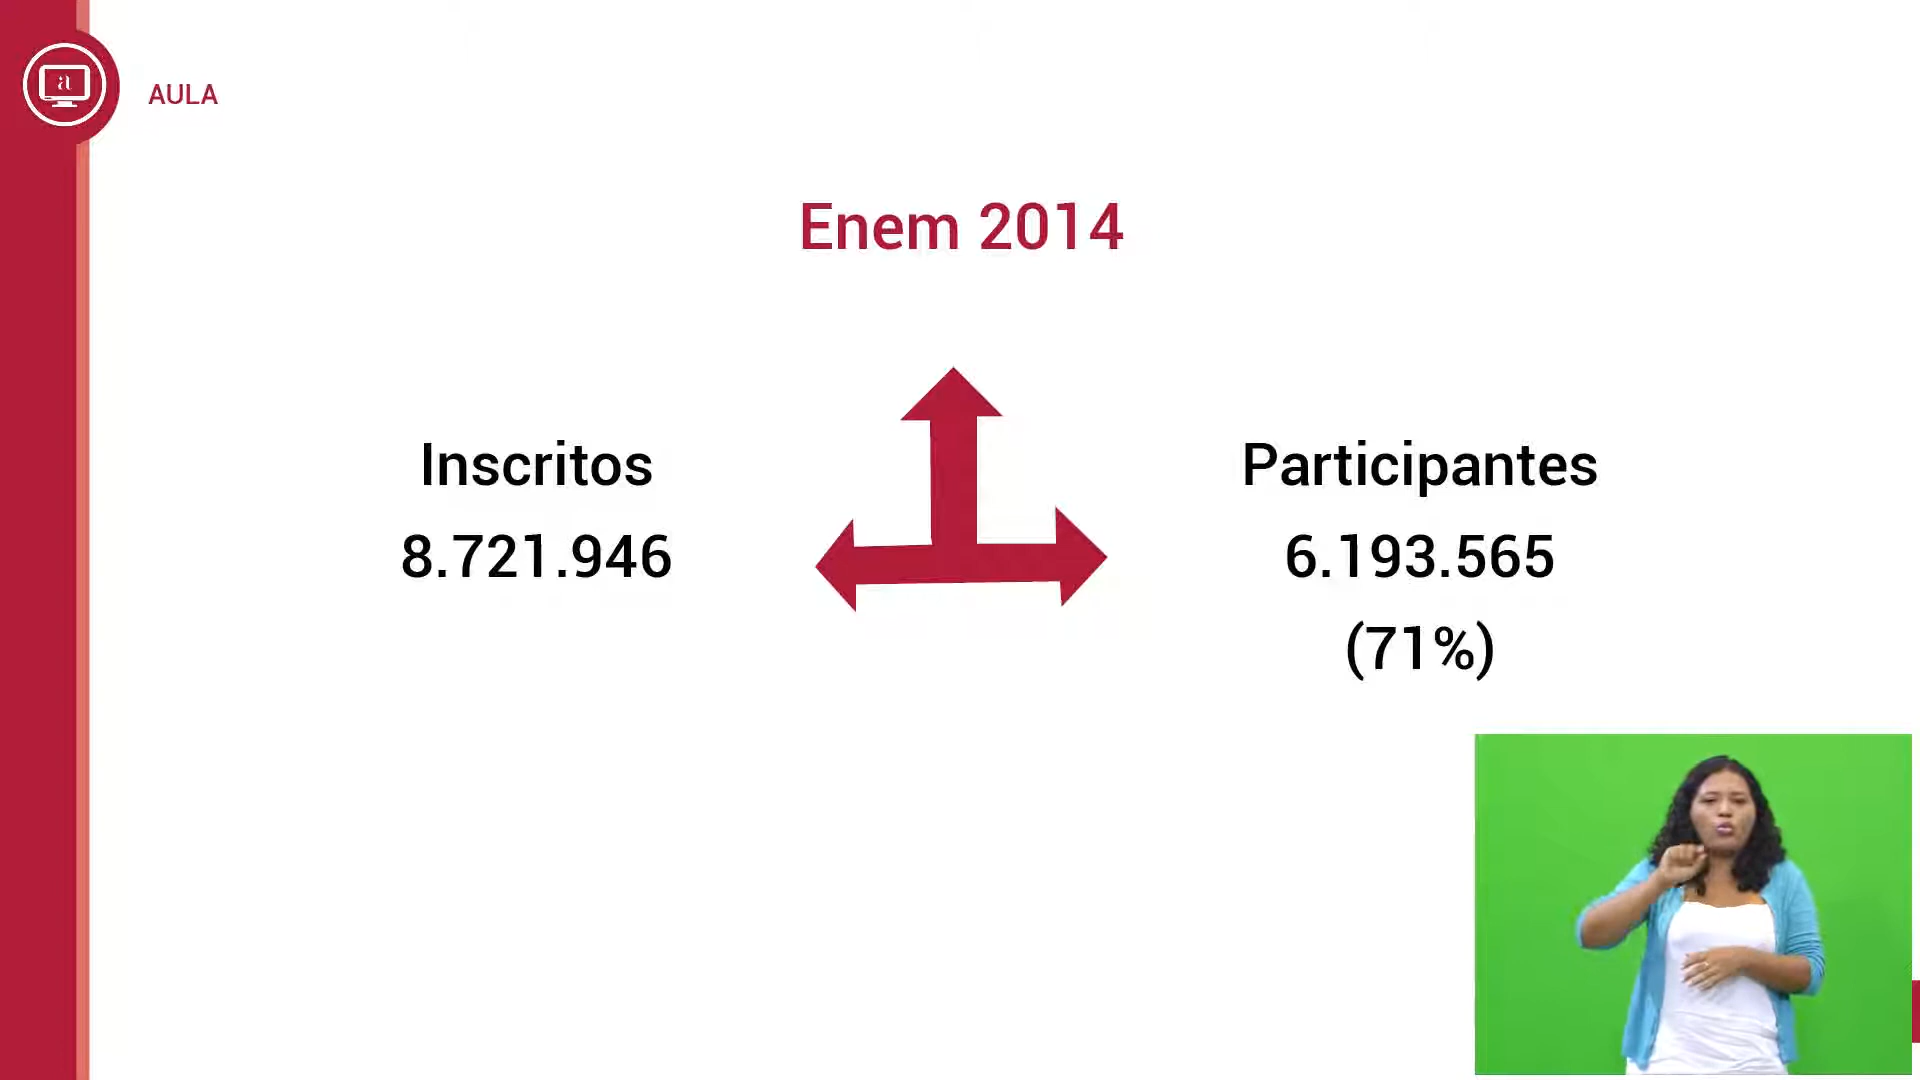 a
AULA
Enem 2014
Inscritos
8.721.946
Participantes
6.193.565
(71%)